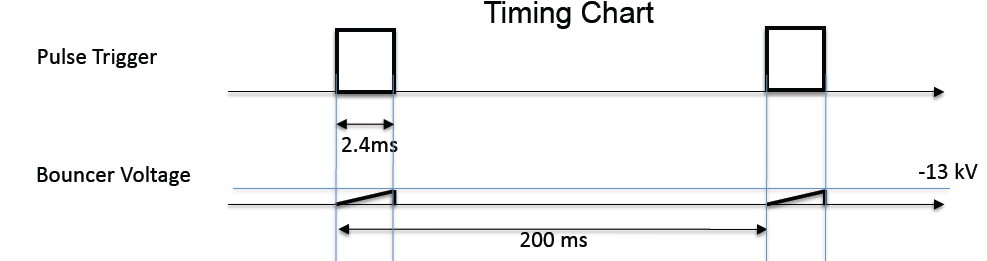 Timing Chart
Pulse Trigger
2.4ms
Bouncer Voltage
-13 kV
200 ms